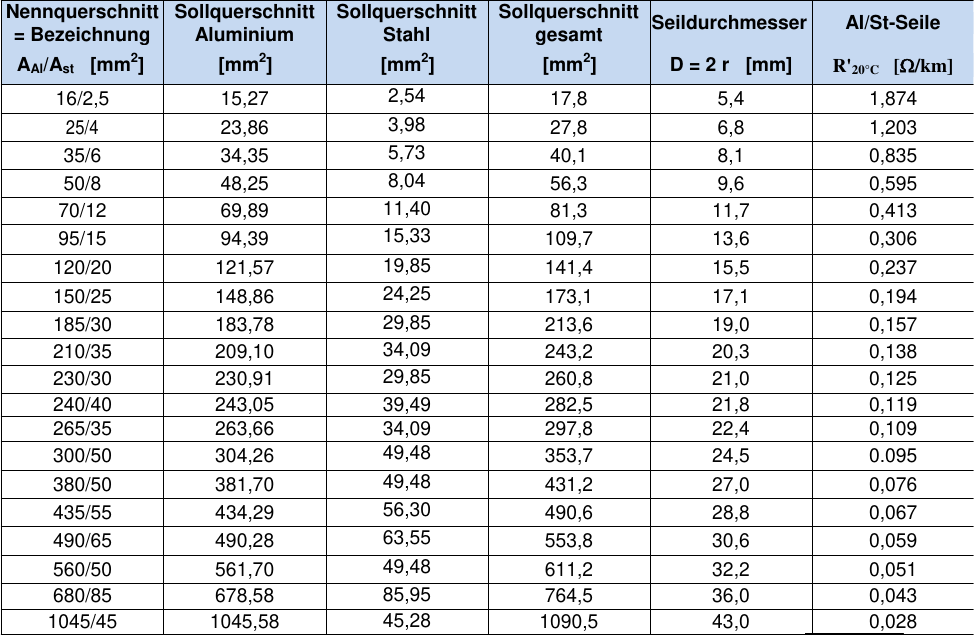 Nennquerschnitt = Bezeichnung A_Al/A_st [mm²] | Sollquerschnitt Aluminium [mm²] | Sollquerschnitt Stahl [mm²] | Sollquerschnitt gesamt [mm²] | Seildurchmesser D = 2 r [mm] | Al/St-Seile R'20°C [Ω/km]
16/2,5 15,27 2,54 17,8 5,4 1,874
25/4 23,86 3,98 27,8 6,8 1,203
35/6 34,35 5,73 40,1 8,1 0,835
50/8 48,25 8,04 56,3 9,6 0,595
70/12 69,89 11,40 81,3 11,7 0,413
95/15 94,39 15,33 109,7 13,6 0,306
120/20 121,57 19,85 141,4 15,5 0,237
150/25 148,86 24,25 173,1 17,1 0,194
185/30 183,78 29,85 213,6 19,0 0,157
210/35 209,10 34,09 243,2 20,3 0,138
230/30 230,91 29,85 260,8 21,0 0,125
240/40 243,05 39,49 282,5 21,8 0,119
265/35 263,66 34,09 297,8 22,4 0,109
300/50 304,26 49,48 353,7 24,5 0.095
380/50 381,70 49,48 431,2 27,0 0,076
435/55 434,29 56,30 490,6 28,8 0,067
490/65 490,28 63,55 553,8 30,6 0,059
560/50 561,70 49,48 611,2 32,2 0,051
680/85 678,58 85,95 764,5 36,0 0,043
1045/45 1045,58 45,28 1090,5 43,0 0,028